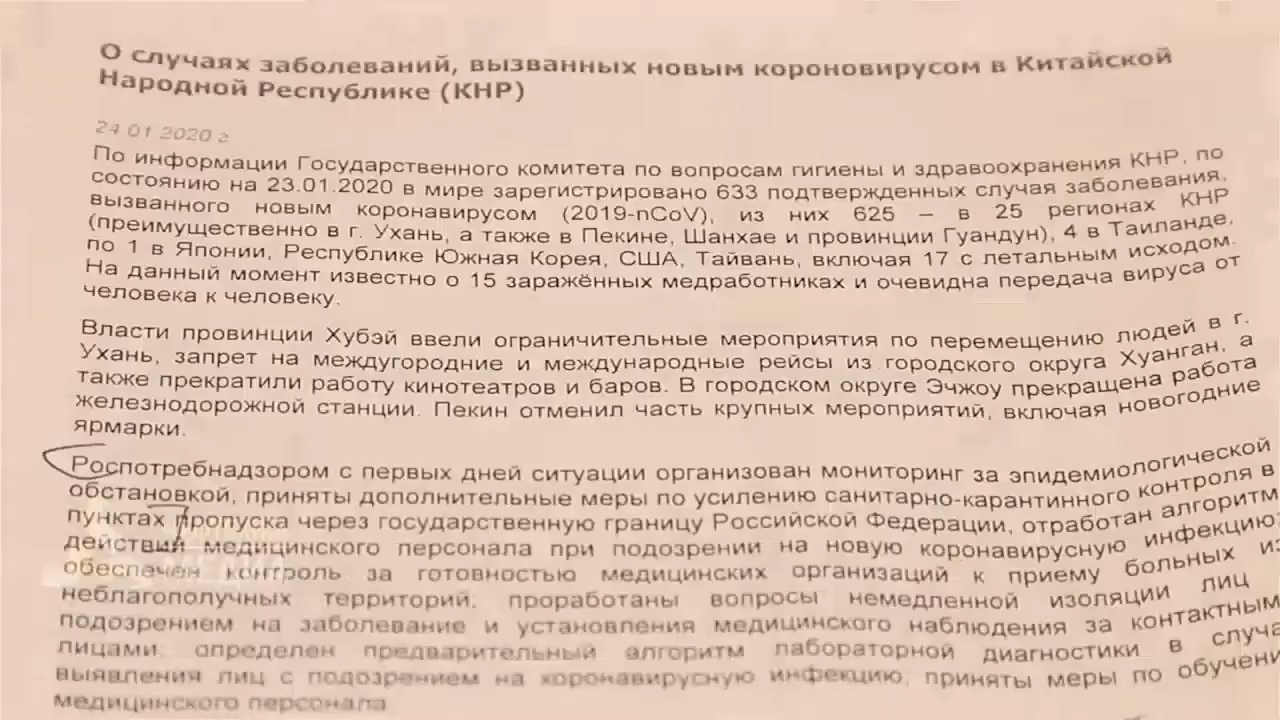 О случаях заболеваний, вызванных новым короновирусом в Китайской
Народной Республике (КНР)
24.01.2020 г
По информации Государственного комитета по вопросам гигиены и здравоохранения КНР, по
состоянию на 23.01.2020 в мире зарегистрировано 633 подтвержденных случая заболевания,
вызванного новым коронавирусом (2019-nCoV), из них 625 – в 25 регионах КНР
(преимущественно в г. Ухань, а также в Пекине, Шанхае и провинции Гуандун), 4 в Таиланде,
по 1 в Японии, Республике Южная Корея, США, Тайвань, включая 17 с летальным исходом.
На данный момент известно о 15 заражённых медработниках и очевидна передача вируса от
человека к человеку.
Власти провинции Хубэй ввели ограничительные мероприятия по перемещению людей в г.
Ухань, запрет на междугородние и международные рейсы из городского округа Хуанган, а
также прекратили работу кинотеатров и баров. В городском округе Эчжоу прекращена работа
железнодорожной станции. Пекин отменил часть крупных мероприятий, включая новогодние
ярмарки.
Роспотребнадзором с первых дней ситуации организован мониторинг за эпидемиологической
обстановкой, приняты дополнительные меры по усилению санитарно-карантинного контроля в
пунктах пропуска через государственную границу Российской Федерации, отработан алгоритм
действий медицинского персонала при подозрении на новую коронавирусную инфекцию;
обеспечен контроль за готовностью медицинских организаций к приему больных из
неблагополучных территорий; проработаны вопросы немедленной изоляции лиц
подозрением на заболевание и установления медицинского наблюдения за контактным
лицами; определен предварительный алгоритм лабораторной диагностики в случа
выявления лиц с подозрением на коронавирусную инфекцию, приняты меры по обучени
медицинского персонала